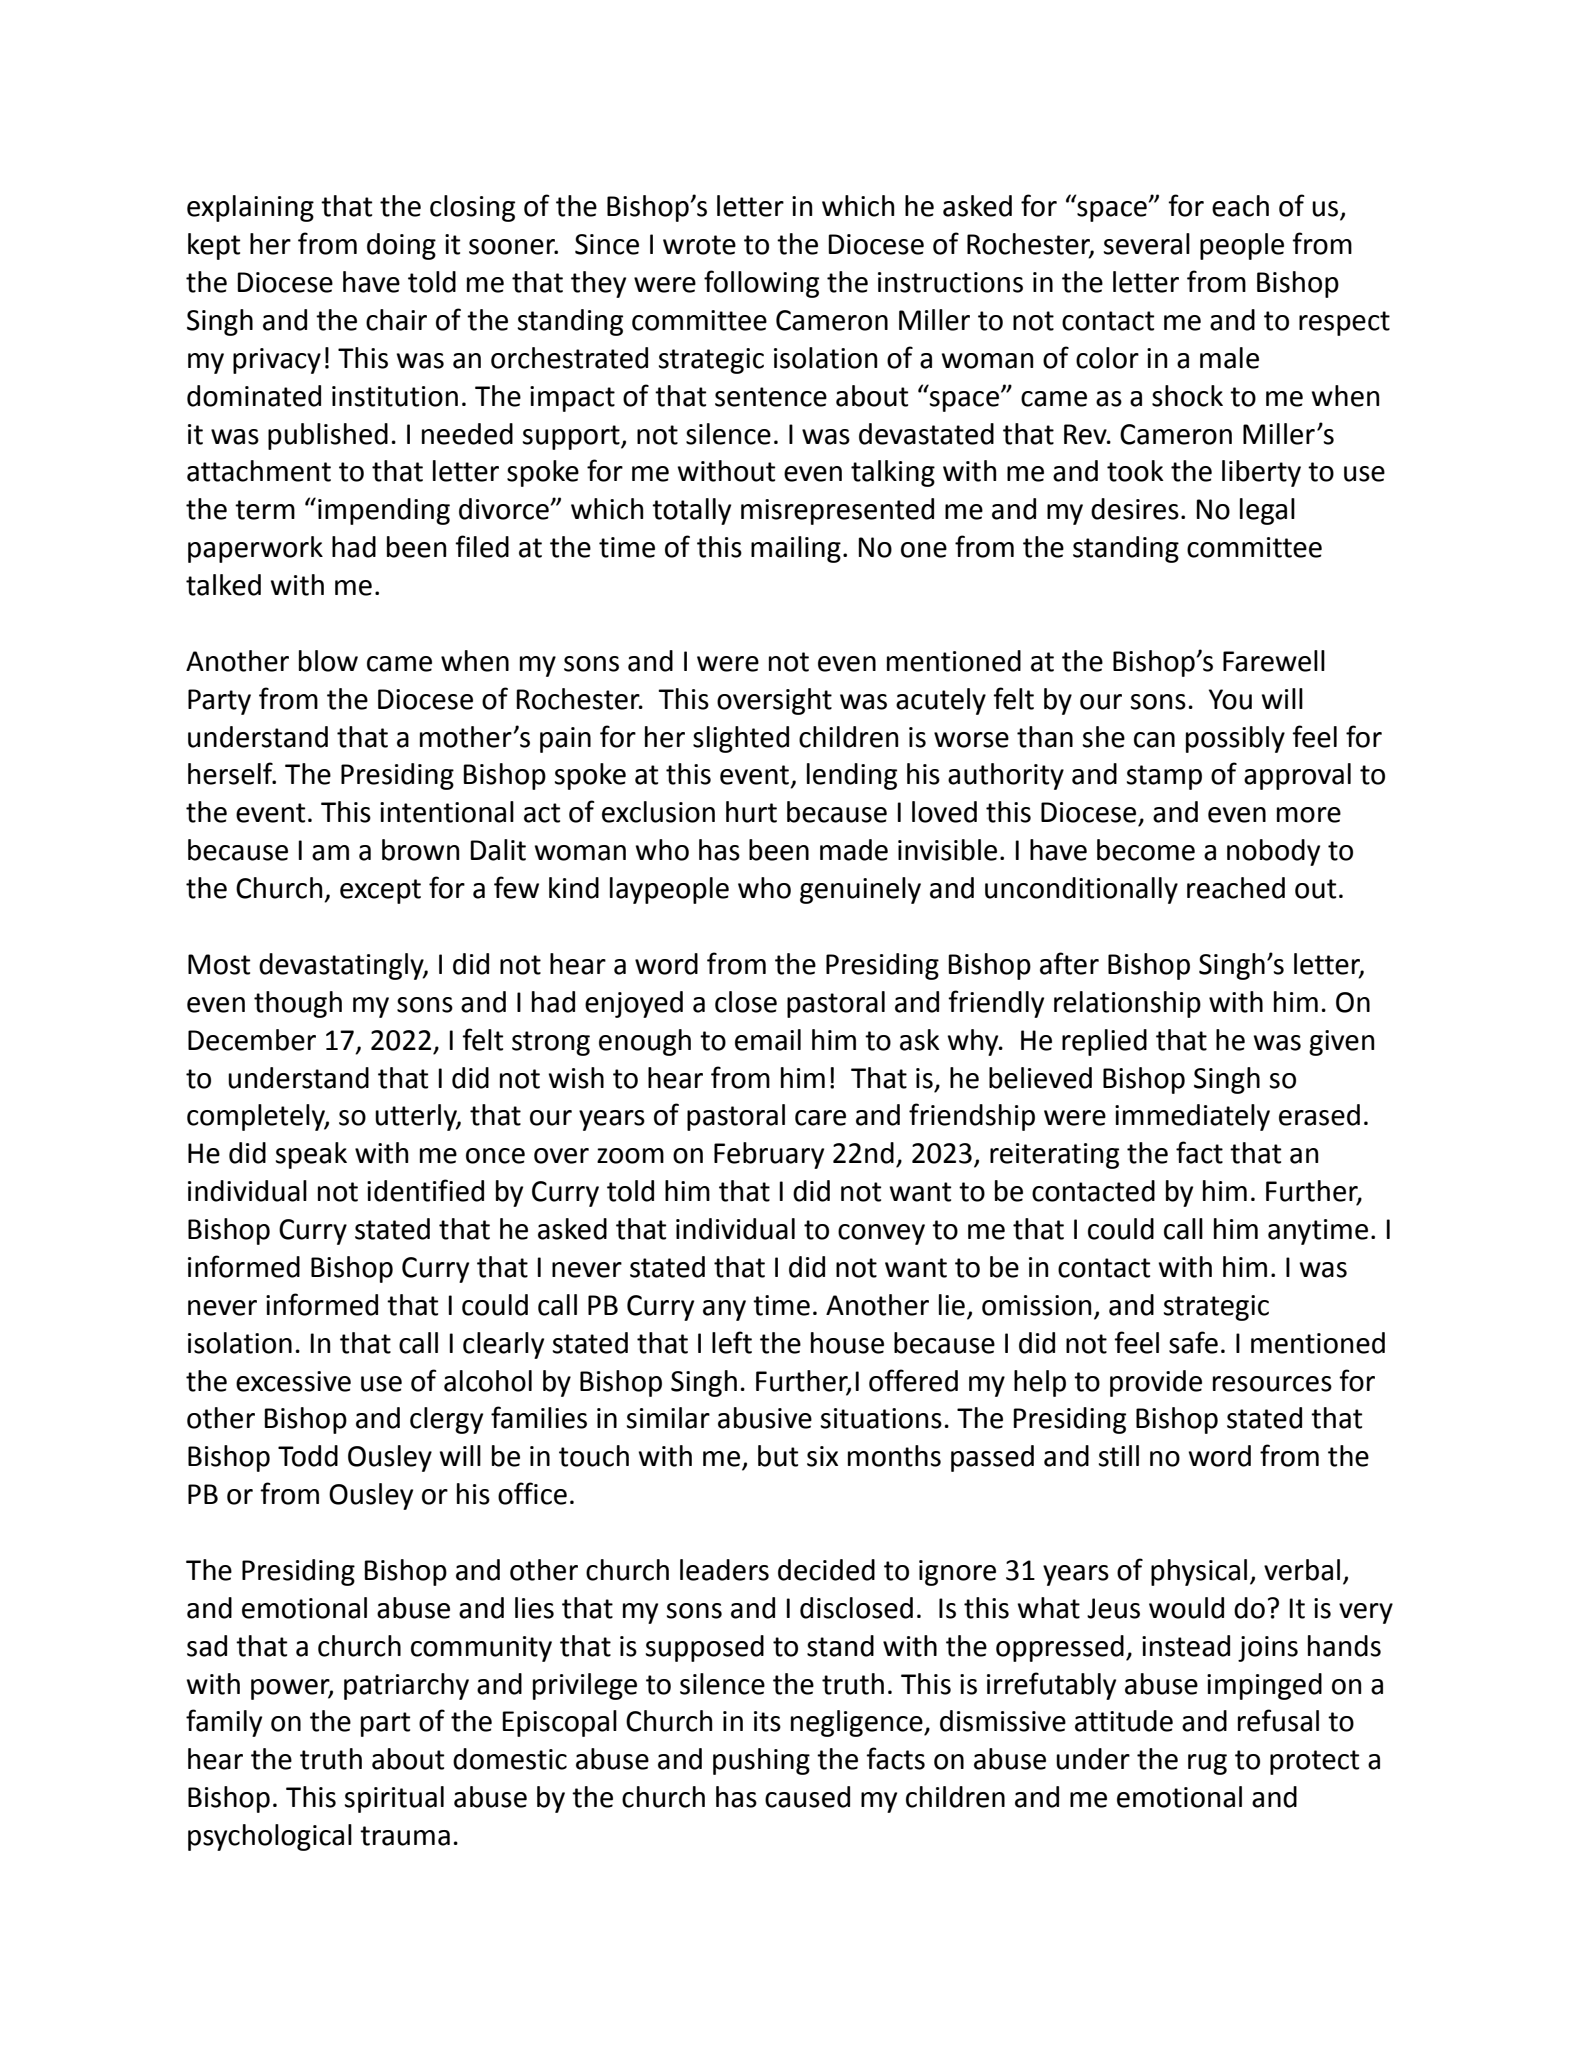 explaining that the closing of the Bishop’s letter in which he asked for “space” for each of us,
kept her from doing it sooner.  Since I wrote to the Diocese of Rochester, several people from
the Diocese have told me that they were following the instructions in the letter from Bishop
Singh and the chair of the standing committee Cameron Miller to not contact me and to respect
my privacy! This was an orchestrated strategic isolation of a woman of color in a male
dominated institution. The impact of that sentence about “space” came as a shock to me when
it was published. I needed support, not silence. I was devastated that Rev. Cameron Miller’s
attachment to that letter spoke for me without even talking with me and took the liberty to use
the term “impending divorce” which totally misrepresented me and my desires. No legal
paperwork had been filed at the time of this mailing. No one from the standing committee
talked with me.
Another blow came when my sons and I were not even mentioned at the Bishop’s Farewell
Party from the Diocese of Rochester.  This oversight was acutely felt by our sons.  You will
understand that a mother’s pain for her slighted children is worse than she can possibly feel for
herself. The Presiding Bishop spoke at this event, lending his authority and stamp of approval to
the event. This intentional act of exclusion hurt because I loved this Diocese, and even more
because I am a brown Dalit woman who has been made invisible. I have become a nobody to
the Church, except for a few kind laypeople who genuinely and unconditionally reached out.
Most devastatingly, I did not hear a word from the Presiding Bishop after Bishop Singh’s letter,
even though my sons and I had enjoyed a close pastoral and friendly relationship with him. On
December 17, 2022, I felt strong enough to email him to ask why.  He replied that he was given
to  understand that I did not wish to hear from him!  That is, he believed Bishop Singh so
completely, so utterly, that our years of pastoral care and friendship were immediately erased.
He did speak with me once over zoom on February 22nd, 2023, reiterating the fact that an
individual not identified by Curry told him that I did not want to be contacted by him. Further,
Bishop Curry stated that he asked that individual to convey to me that I could call him anytime. I
informed Bishop Curry that I never stated that I did not want to be in contact with him. I was
never informed that I could call PB Curry any time. Another lie, omission, and strategic
isolation. In that call I clearly stated that I left the house because I did not feel safe. I mentioned
the excessive use of alcohol by Bishop Singh. Further,I offered my help to provide resources for
other Bishop and clergy families in similar abusive situations. The Presiding Bishop stated that
Bishop Todd Ousley will be in touch with me, but six months passed and still no word from the
PB or from Ousley or his office.
The Presiding Bishop and other church leaders decided to ignore 31 years of physical, verbal,
and emotional abuse and lies that my sons and I disclosed.  Is this what Jeus would do? It is very
sad that a church community that is supposed to stand with the oppressed, instead joins hands
with power, patriarchy and privilege to silence the truth. This is irrefutably abuse impinged on a
family on the part of the Episcopal Church in its negligence, dismissive attitude and refusal to
hear the truth about domestic abuse and pushing the facts on abuse under the rug to protect a
Bishop. This spiritual abuse by the church has caused my children and me emotional and
psychological trauma.